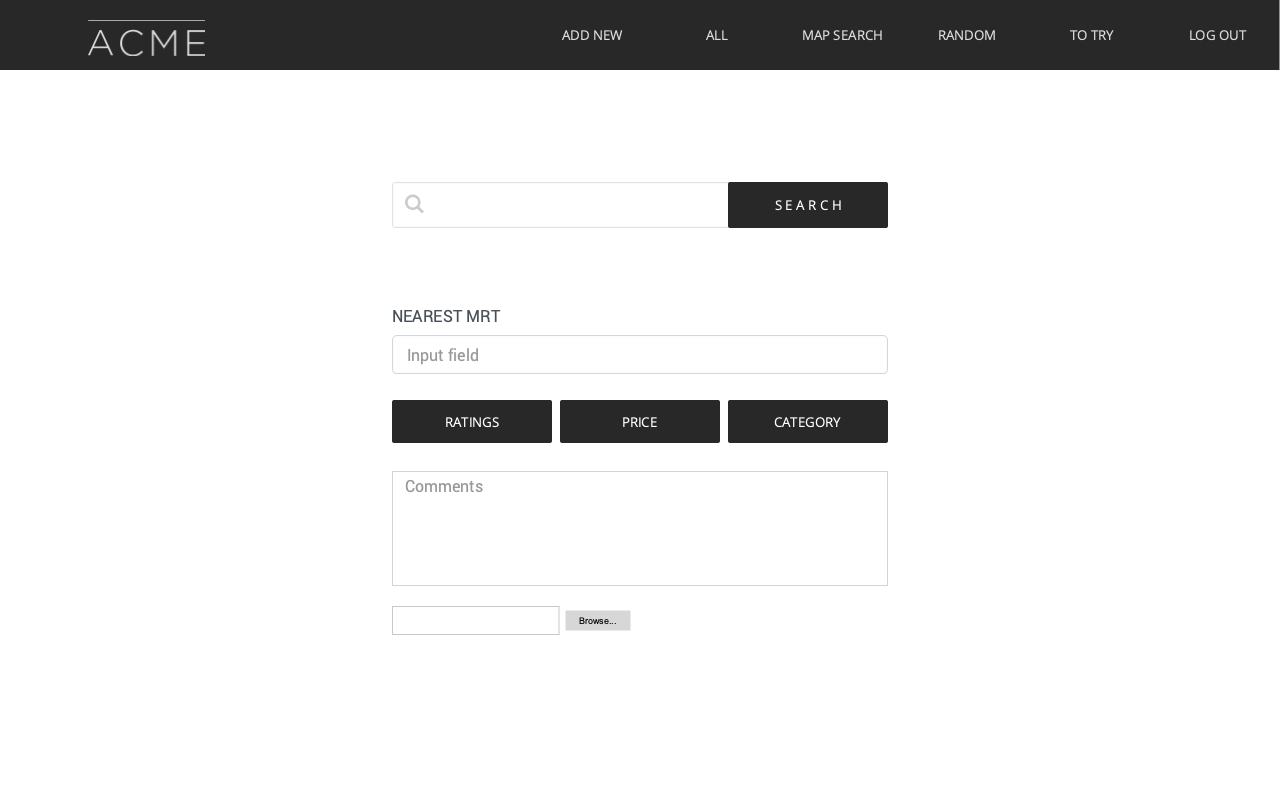 ACME
ADD NEW
ALL
MAP SEARCH
RANDOM
TO TRY
LOG OUT
SEARCH
NEAREST MRT
Input field
RATINGS
PRICE
CATEGORY
Comments
Browse...